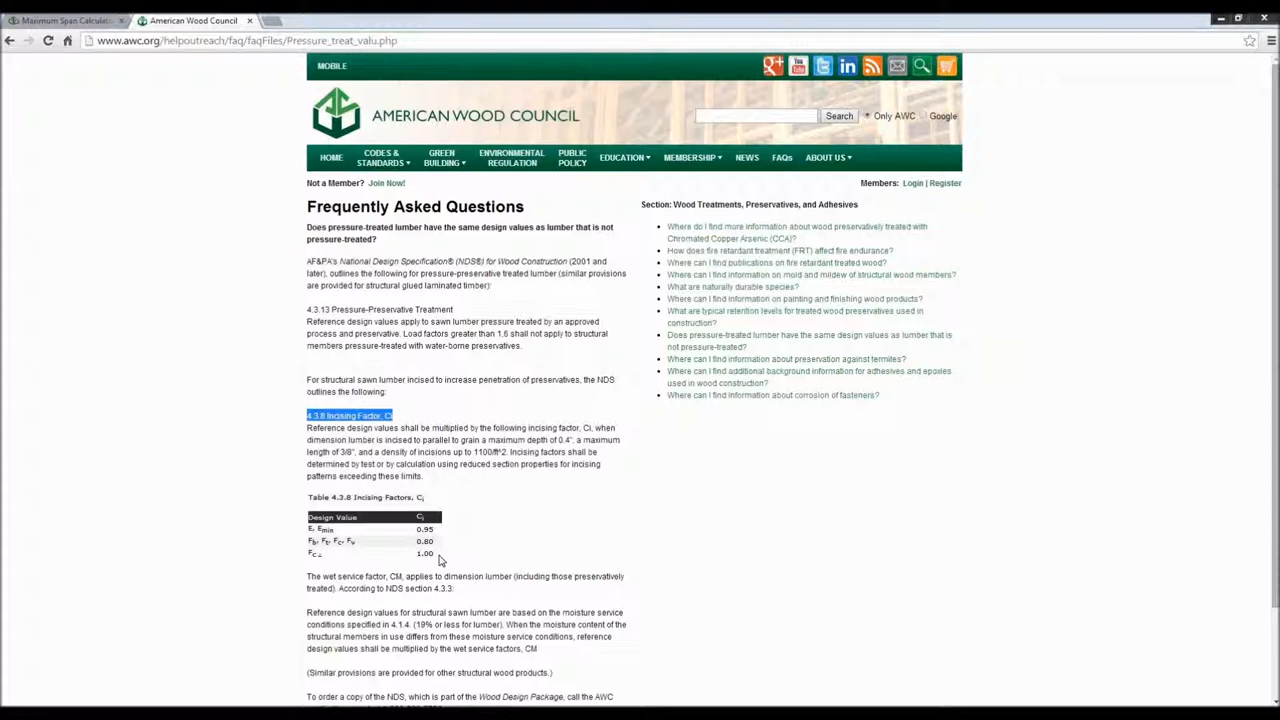 Maximum Span Calculat
American Wood Council
www.awc.org/helpoutreach/faq/faqFiles/Pressure_treat_valu.php
MOBILE
AMERICAN WOOD COUNCIL
Search
Only AWC
Google
HOME
CODES & STANDARDS
GREEN BUILDING
ENVIRONMENTAL REGULATION
PUBLIC POLICY
EDUCATION
MEMBERSHIP
NEWS
FAQs
ABOUT US
Not a Member? Join Now!
Members: Login | Register
Frequently Asked Questions
Does pressure-treated lumber have the same design values as lumber that is not
pressure-treated?
AF&PA's National Design Specification® (NDS®) for Wood Construction (2001 and
later), outlines the following for pressure-preservative treated lumber (similar provisions
are provided for structural glued laminated timber):
4.3.13 Pressure-Preservative Treatment
Reference design values apply to sawn lumber pressure treated by an approved
process and preservative. Load factors greater than 1.6 shall not apply to structural
members pressure-treated with water-borne preservatives.
For structural sawn lumber incised to increase penetration of preservatives, the NDS
outlines the following:
4.3.8 Incising Factor, Ci
Reference design values shall be multiplied by the following incising factor, Ci, when
dimension lumber is incised to parallel to grain a maximum depth of 0.4", a maximum
length of 3/8", and a density of incisions up to 1100/ft^2. Incising factors shall be
determined by test or by calculation using reduced section properties for incising
patterns exceeding these limits.
Table 4.3.8 Incising Factors, Ci
Design Value Ci
E, Emin 0.95
Fb, Ft, Fc, Fv 0.80
Fc⊥ 1.00
The wet service factor, CM, applies to dimension lumber (including those preservatively
treated). According to NDS section 4.3.3:
Reference design values for structural sawn lumber are based on the moisture service
conditions specified in 4.1.4. (19% or less for lumber). When the moisture content of the
structural members in use differs from these moisture service conditions, reference
design values shall be multiplied by the wet service factors, CM
(Similar provisions are provided for other structural wood products.)
To order a copy of the NDS, which is part of the Wood Design Package, call the AWC
Section: Wood Treatments, Preservatives, and Adhesives
Where do I find more information about wood preservatively treated with
Chromated Copper Arsenic (CCA)?
How does fire retardant treatment (FRT) affect fire endurance?
Where can I find publications on fire retardant treated wood?
Where can I find information on mold and mildew of structural wood members?
What are naturally durable species?
Where can I find information on painting and finishing wood products?
What are typical retention levels for treated wood preservatives used in
construction?
Does pressure-treated lumber have the same design values as lumber that is
not pressure-treated?
Where can I find information about preservation against termites?
Where can I find additional background information for adhesives and epoxies
used in wood construction?
Where can I find information about corrosion of fasteners?